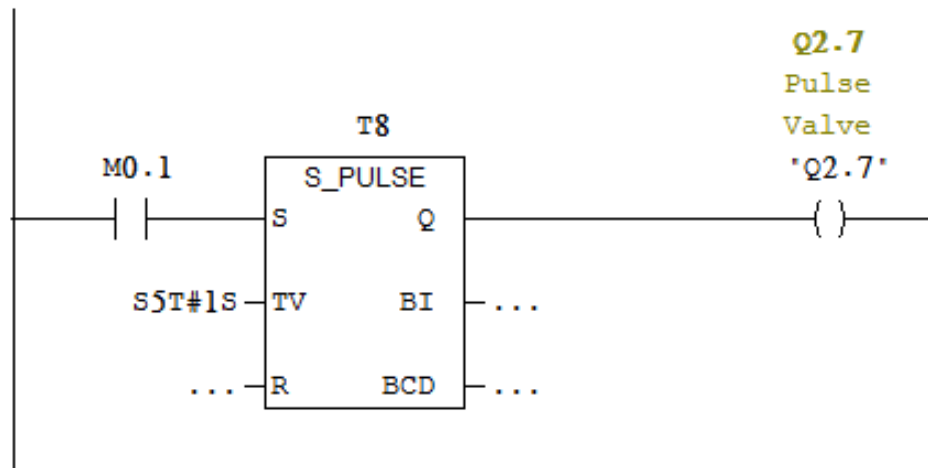 Q2.7
Pulse
Valve
"Q2.7"
T8
M0.1
S_PULSE
S Q
S5T#1S TV BI ...
... R BCD ...